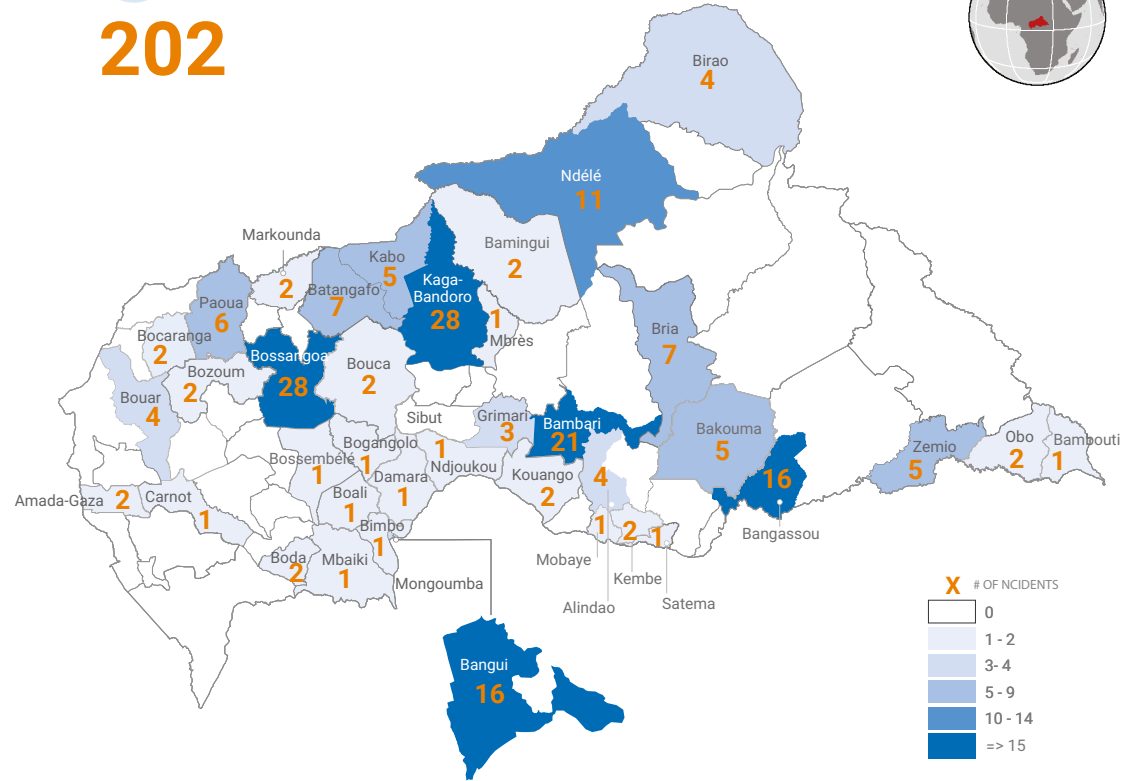 202
Birao
4
Ndélé
11
Markounda
2
Bamingui
2
Kabo
5
Kaga-
Bandoro
28
Batangafo
7
Paoua
6
1
Mbrès
Bocaranga
2
Bria
7
Bossangoa
28
Bouca
2
Bozoum
2
Bouar
4
Sibut
Grimari
3
Bambari
21
Bakouma
5
Zemio
5
Obo
2
Bambouti
1
Bogangolo
1
1
Ndjoukou
Bossembélé
1
Damara
1
Kouango
2
4
16
Bangassou
Amada-Gaza
2
Carnot
1
Boali
1
Bimbo
1
1
2
1
Mobaye
Kembe
Satema
Alindao
Boda
2
Mbaiki
1
Mongoumba
Bangui
16
X # OF NCIDENTS
0
1 - 2
3- 4
5 - 9
10 - 14
=> 15